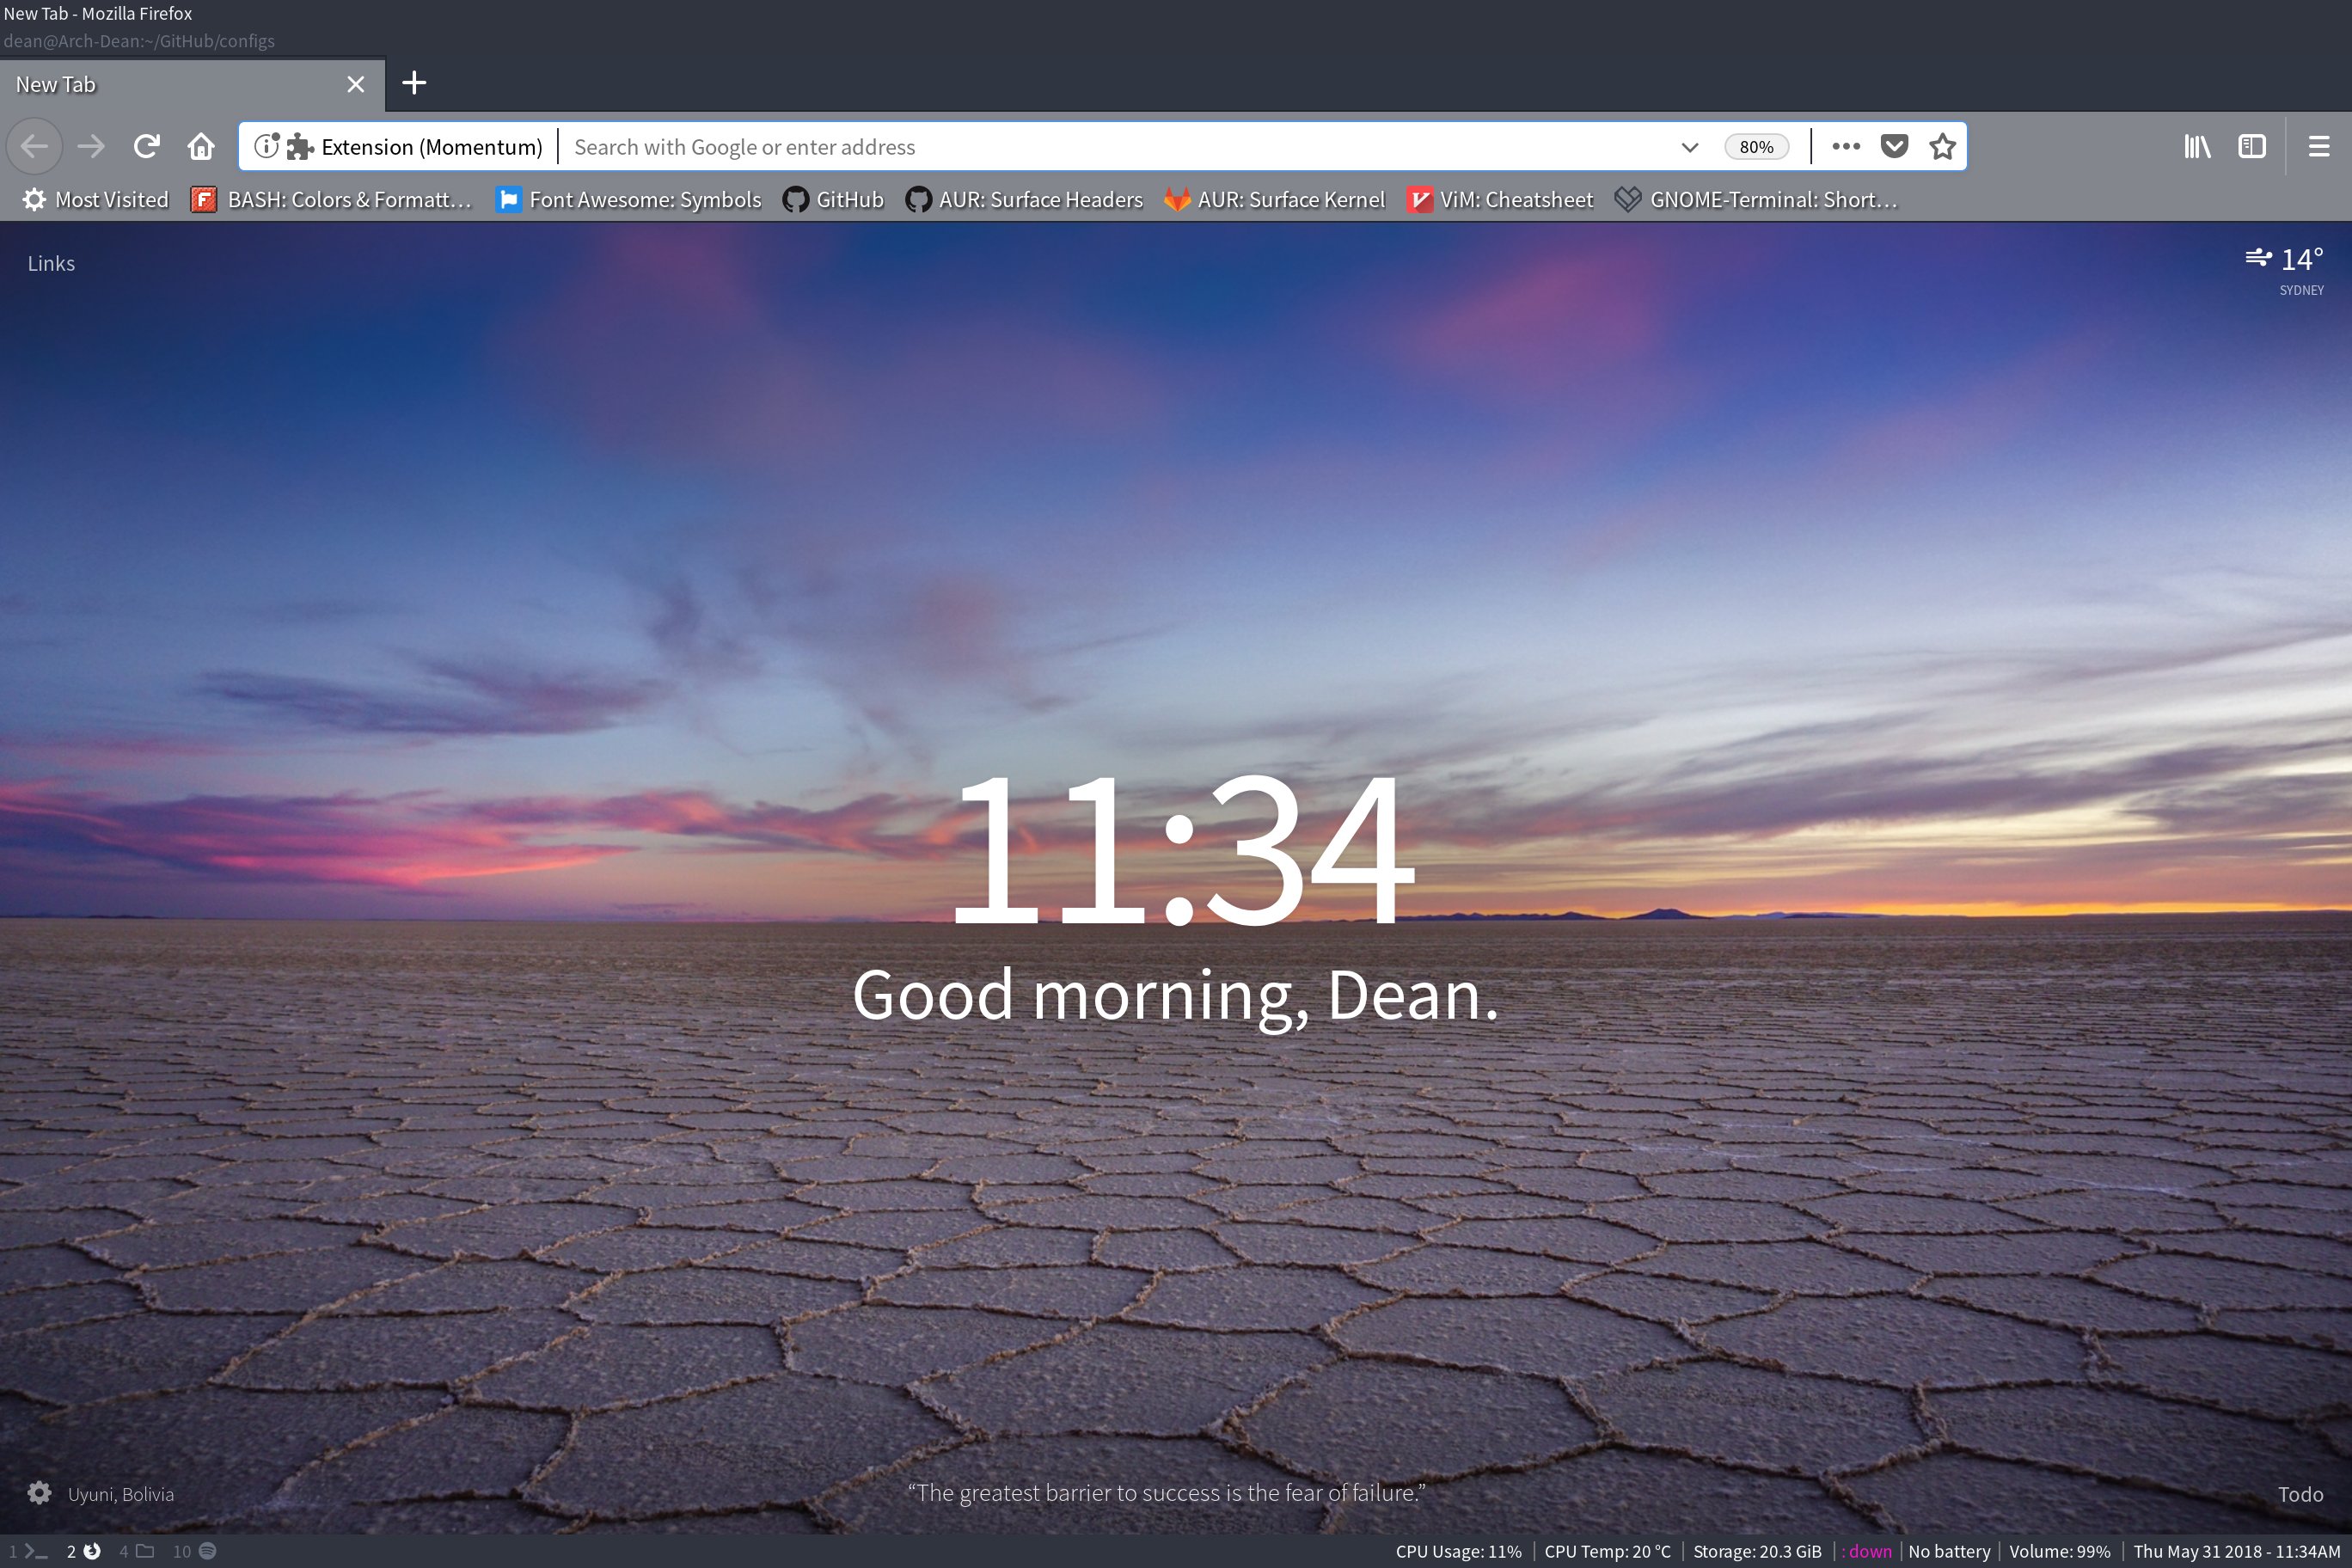 New Tab - Mozilla Firefox
dean@Arch-Dean:~/GitHub/configs
New Tab
Extension (Momentum) Search with Google or enter address 80%
Most Visited BASH: Colors & Formatt… Font Awesome: Symbols GitHub AUR: Surface Headers AUR: Surface Kernel ViM: Cheatsheet GNOME-Terminal: Short…
Links
14°
SYDNEY
11:34
Good morning, Dean.
Uyuni, Bolivia
“The greatest barrier to success is the fear of failure.”
Todo
1 2 4 10 CPU Usage: 11% | CPU Temp: 20 °C | Storage: 20.3 GiB | : down | No battery | Volume: 99% | Thu May 31 2018 - 11:34AM